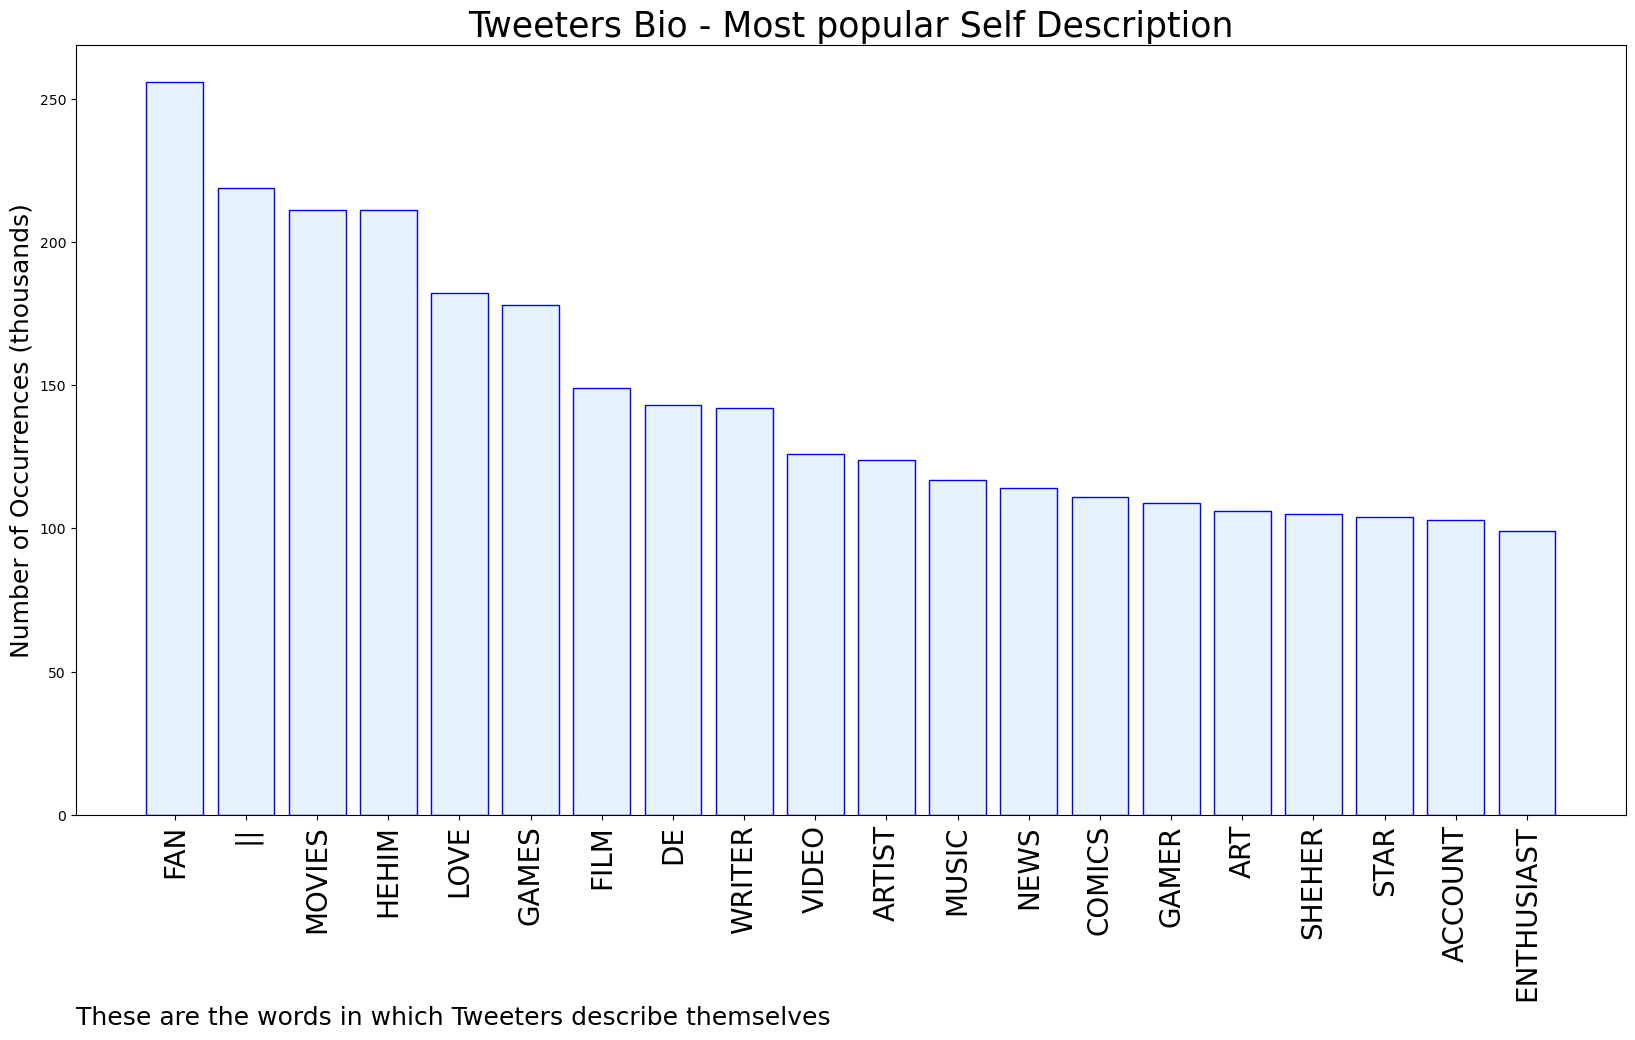 Tweeters Bio - Most popular Self Description
Number of Occurrences (thousands)
250
200
150
100
50
0
FAN
||
MOVIES
HEHIM
LOVE
GAMES
FILM
DE
WRITER
VIDEO
ARTIST
MUSIC
NEWS
COMICS
GAMER
ART
SHEHER
STAR
ACCOUNT
ENTHUSIAST
These are the words in which Tweeters describe themselves